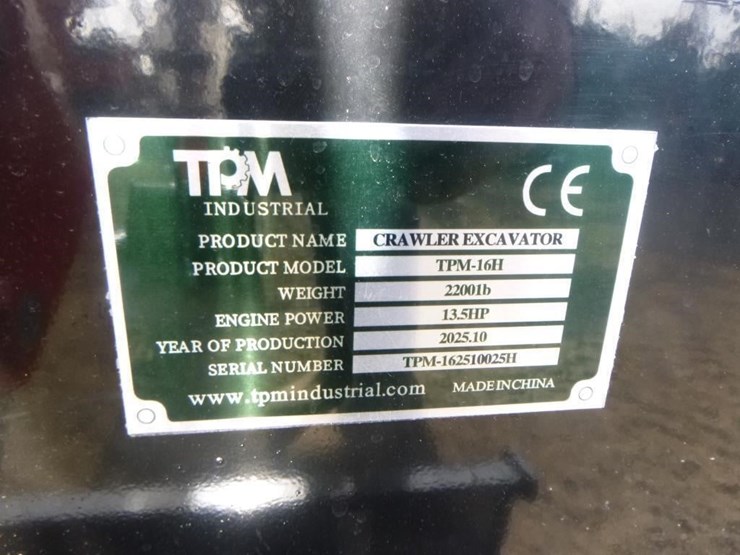 TPM
INDUSTRIAL
CE
PRODUCT NAME CRAWLER EXCAVATOR
PRODUCT MODEL TPM-16H
WEIGHT 2200lb
ENGINE POWER 13.5HP
YEAR OF PRODUCTION 2025.10
SERIAL NUMBER TPM-162510025H
www.tpmindustrial.com MADE IN CHINA